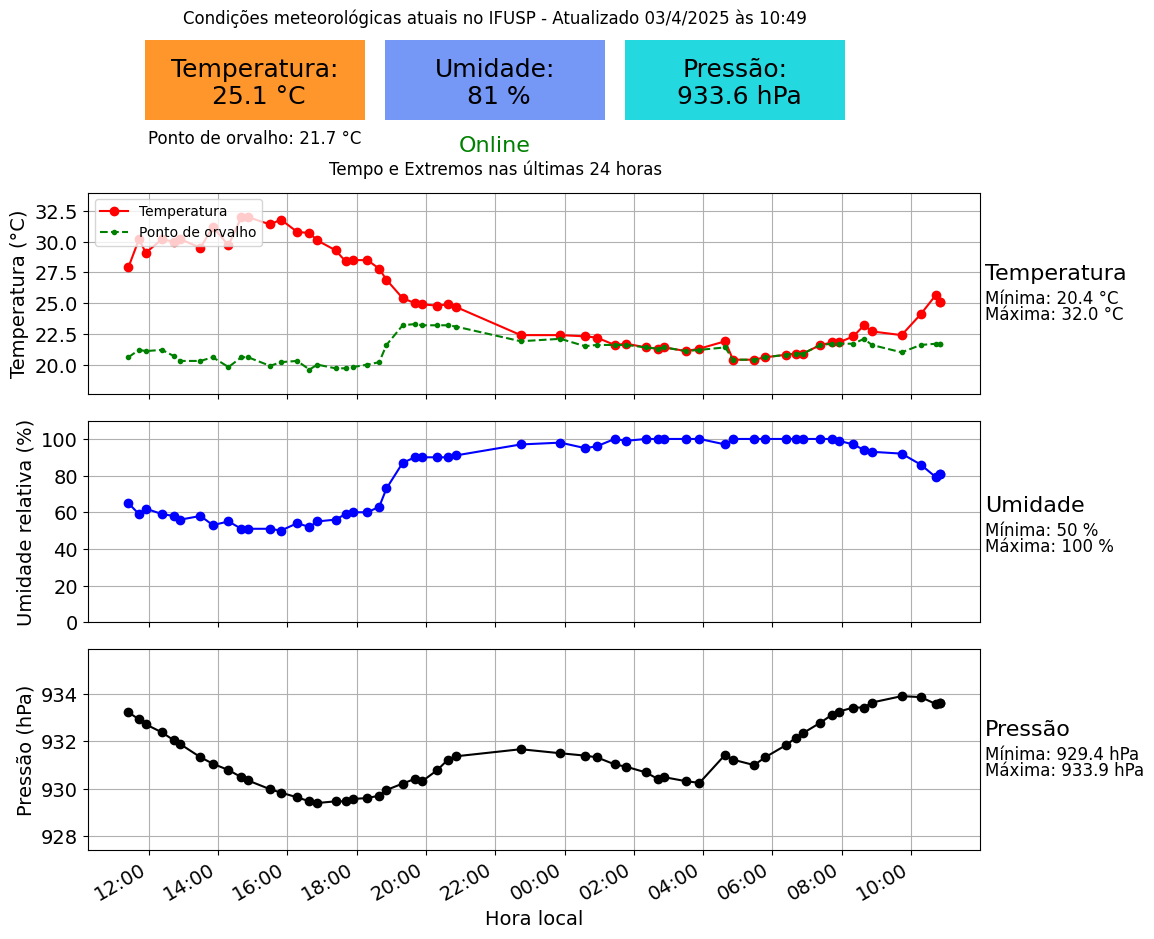 Condições meteorológicas atuais no IFUSP - Atualizado 03/4/2025 às 10:49
Temperatura:
25.1 °C
Umidade:
81 %
Pressão:
933.6 hPa
Ponto de orvalho: 21.7 °C
Online
Tempo e Extremos nas últimas 24 horas
Temperatura (°C)
32.5
30.0
27.5
25.0
22.5
20.0
Temperatura
Ponto de orvalho
Temperatura
Mínima: 20.4 °C
Máxima: 32.0 °C
Umidade relativa (%)
100
80
60
40
20
0
Umidade
Mínima: 50 %
Máxima: 100 %
Pressão (hPa)
934
932
930
928
Pressão
Mínima: 929.4 hPa
Máxima: 933.9 hPa
12:00 14:00 16:00 18:00 20:00 22:00 00:00 02:00 04:00 06:00 08:00 10:00
Hora local